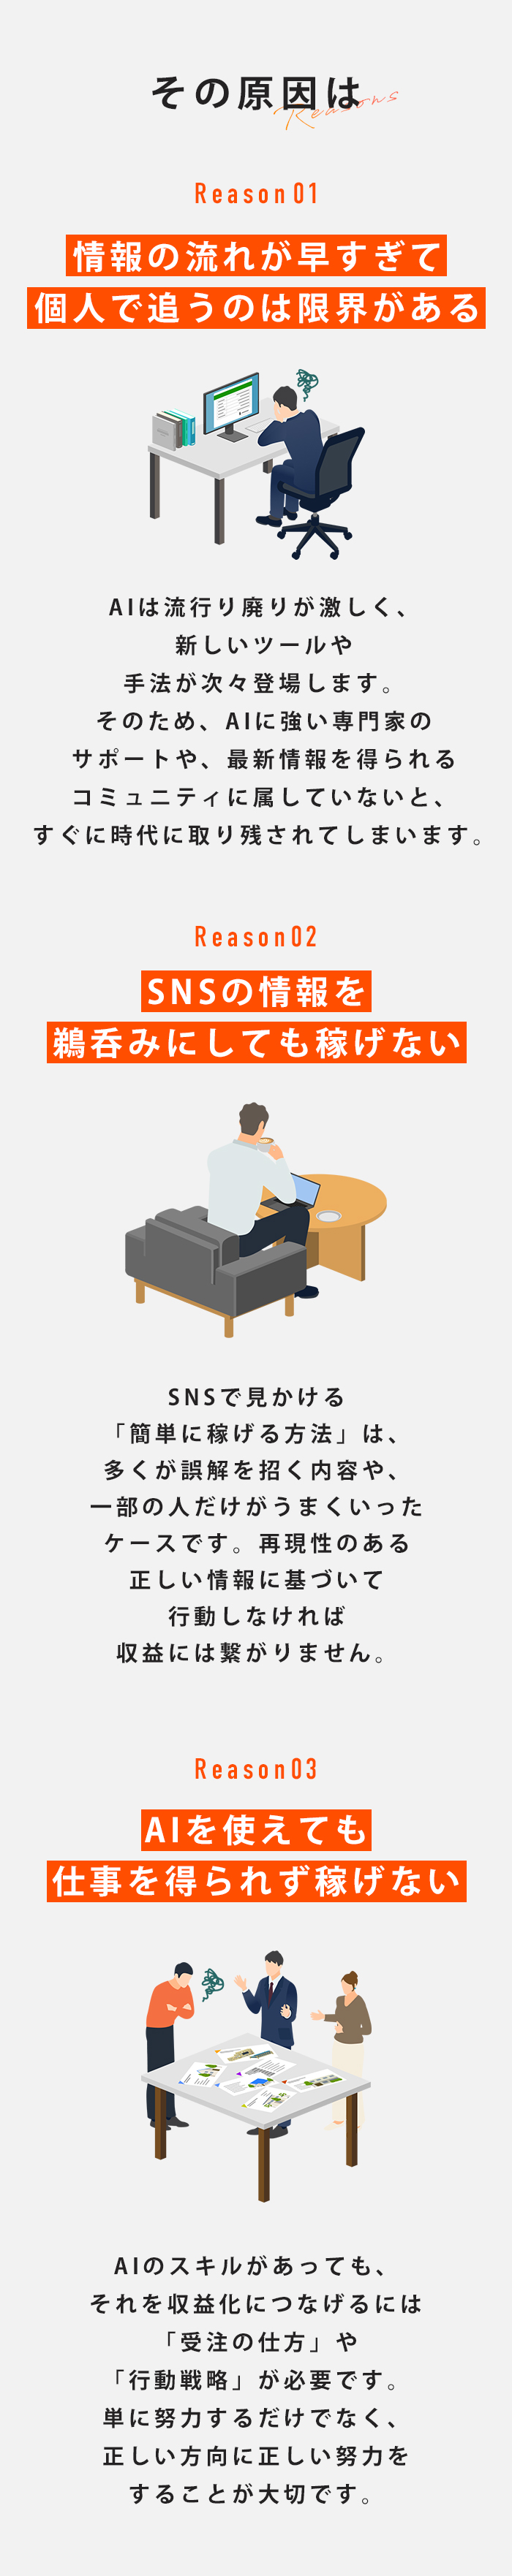 その原因は
Reasons
Reason01
情報の流れが早すぎて
個人で追うのは限界がある
AIは流行り廃りが激しく、
新しいツールや
手法が次々登場します。
そのため、AIに強い専門家の
サポートや、最新情報を得られる
コミュニティに属していないと、
すぐに時代に取り残されてしまいます。
Reason02
SNSの情報を
鵜呑みにしても稼げない
SNSで見かける
「簡単に稼げる方法」は、
多くが誤解を招く内容や、
一部の人だけがうまくいった
ケースです。再現性のある
正しい情報に基づいて
行動しなければ
収益には繋がりません。
Reason03
AIを使えても
仕事を得られず稼げない
AIのスキルがあっても、
それを収益化につなげるには
「受注の仕方」や
「行動戦略」が必要です。
単に努力するだけでなく、
正しい方向に正しい努力を
することが大切です。